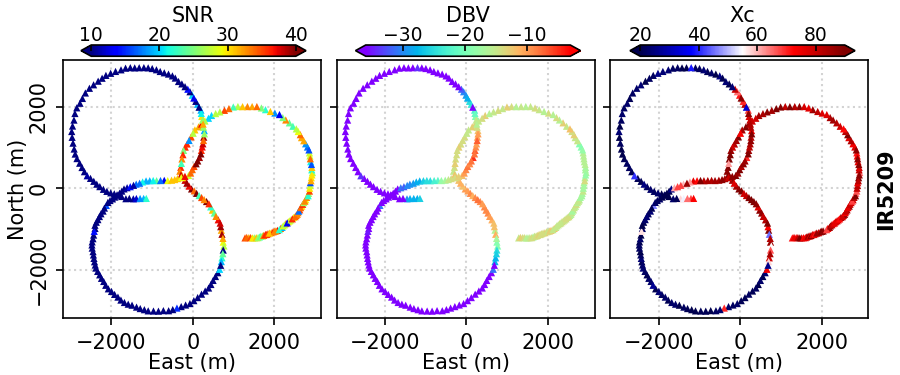 SNR DBV Xc
10 20 30 40 −30 −20 −10 20 40 60 80
2000
0
−2000
North (m)
IR5209
−2000 0 2000 −2000 0 2000 −2000 0 2000
East (m) East (m) East (m)